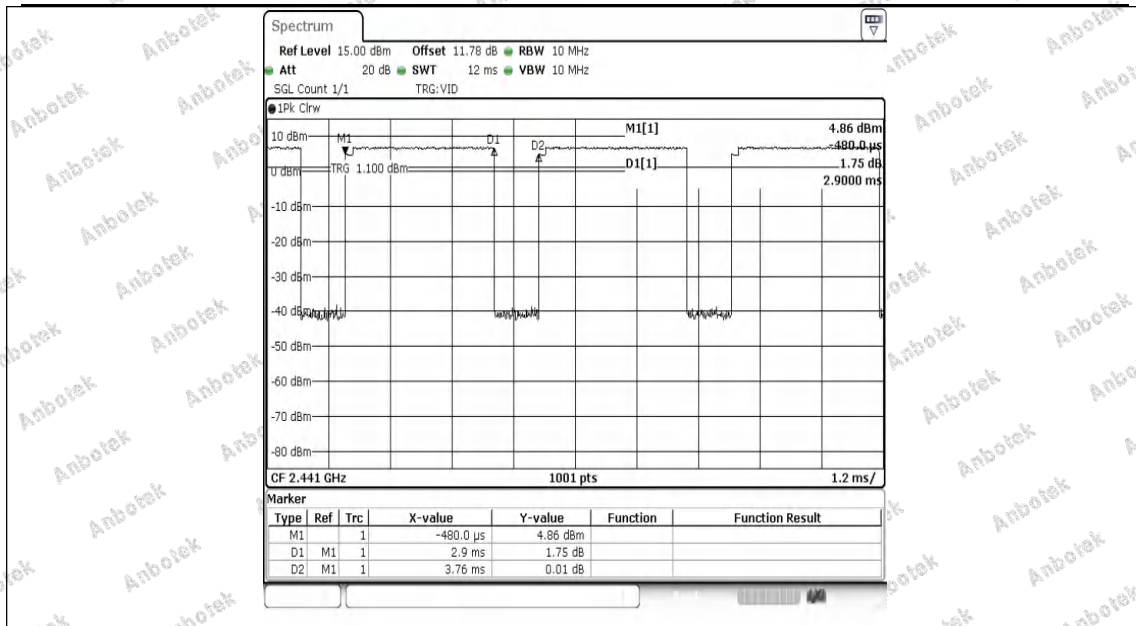 Spectrum
Ref Level 15.00 dBm Offset 11.78 dB RBW 10 MHz
Att 20 dB SWT 12 ms VBW 10 MHz
SGL Count 1/1 TRG:VID
1Pk Clrw
M1[1] 4.86 dBm
-480.0 µs
D1[1] 1.75 dB
2.9000 ms
10 dBm
M1
D1
D2
0 dBm
TRG 1.100 dBm
-10 dBm
-20 dBm
-30 dBm
-40 dBm
-50 dBm
-60 dBm
-70 dBm
-80 dBm
CF 2.441 GHz 1001 pts 1.2 ms/
Marker
Type Ref Trc X-value Y-value Function Function Result
M1 1 -480.0 µs 4.86 dBm
D1 M1 1 2.9 ms 1.75 dB
D2 M1 1 3.76 ms 0.01 dB
Anbotek